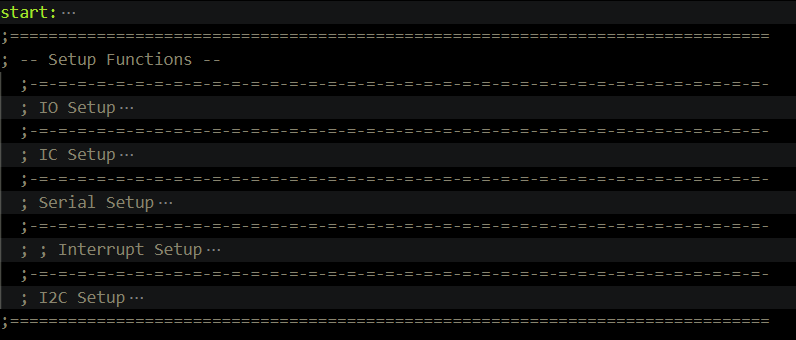 start:···
;===============================================================================
; -- Setup Functions --
;-=-=-=-=-=-=-=-=-=-=-=-=-=-=-=-=-=-=-=-=-=-=-=-=-=-=-=-=-=-=-=-=-=-=-=-=-=-=-
; IO Setup···
;-=-=-=-=-=-=-=-=-=-=-=-=-=-=-=-=-=-=-=-=-=-=-=-=-=-=-=-=-=-=-=-=-=-=-=-=-=-=-
; IC Setup···
;-=-=-=-=-=-=-=-=-=-=-=-=-=-=-=-=-=-=-=-=-=-=-=-=-=-=-=-=-=-=-=-=-=-=-=-=-=-=-
; Serial Setup···
;-=-=-=-=-=-=-=-=-=-=-=-=-=-=-=-=-=-=-=-=-=-=-=-=-=-=-=-=-=-=-=-=-=-=-=-=-=-=-
; ; Interrupt Setup···
;-=-=-=-=-=-=-=-=-=-=-=-=-=-=-=-=-=-=-=-=-=-=-=-=-=-=-=-=-=-=-=-=-=-=-=-=-=-=-
; I2C Setup···
;===============================================================================